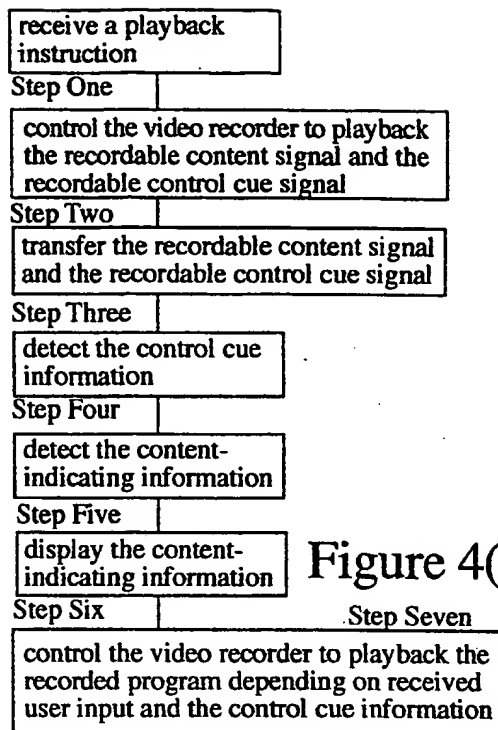 receive a playback
instruction
Step One
control the video recorder to playback
the recordable content signal and the
recordable control cue signal
Step Two
transfer the recordable content signal
and the recordable control cue signal
Step Three
detect the control cue
information
Step Four
detect the content-
indicating information
Step Five
display the content-
indicating information
Figure 4(
Step Six
Step Seven
control the video recorder to playback the
recorded program depending on received
user input and the control cue information